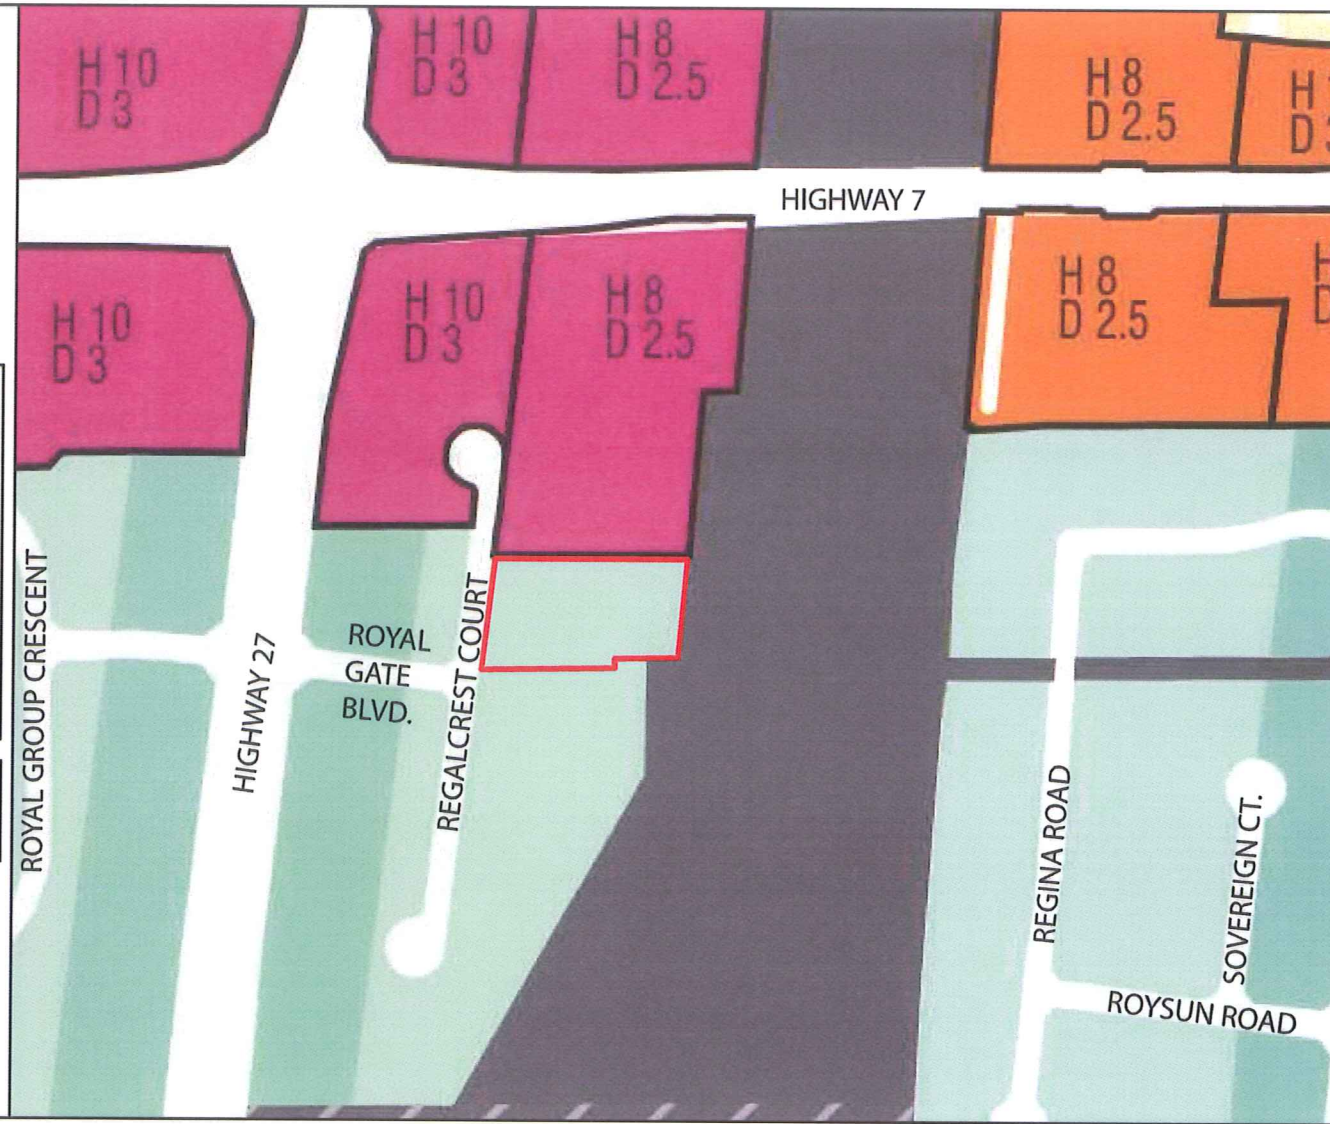 H 10
D 3
H 10
D 3
H 8
D 2.5
H 8
D 2.5
H
D
HIGHWAY 7
H 10
D 3
H 10
D 3
H 8
D 2.5
H 8
D 2.5
H
D
ROYAL GROUP CRESCENT
HIGHWAY 27
ROYAL
GATE
BLVD.
REGALCREST COURT
REGINA ROAD
SOVEREIGN CT.
ROYSUN ROAD